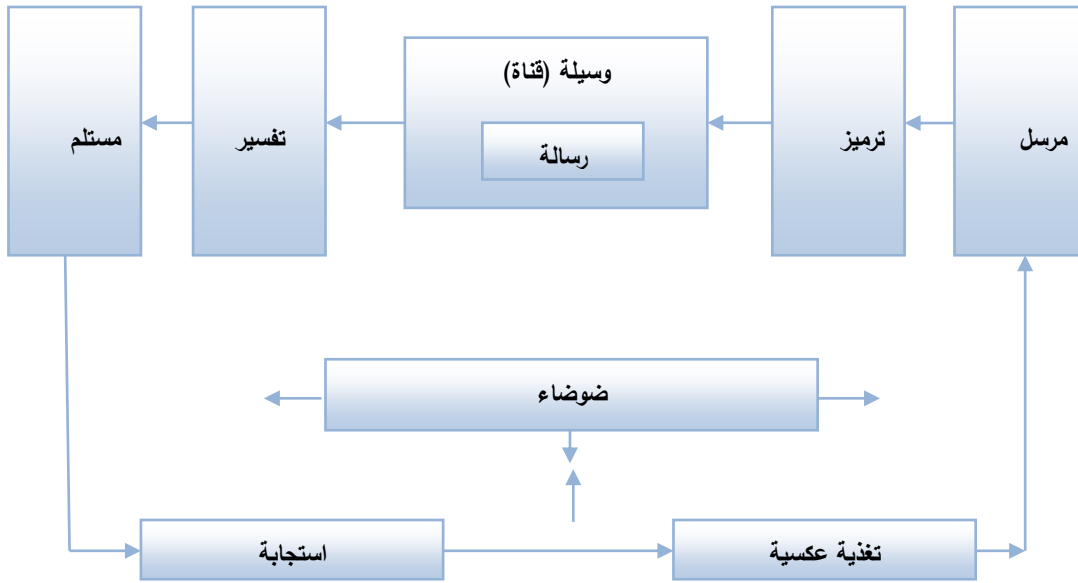 مرسل
ترميز
وسيلة (قناة)
رسالة
تفسير
مستلم
ضوضاء
استجابة
تغذية عكسية